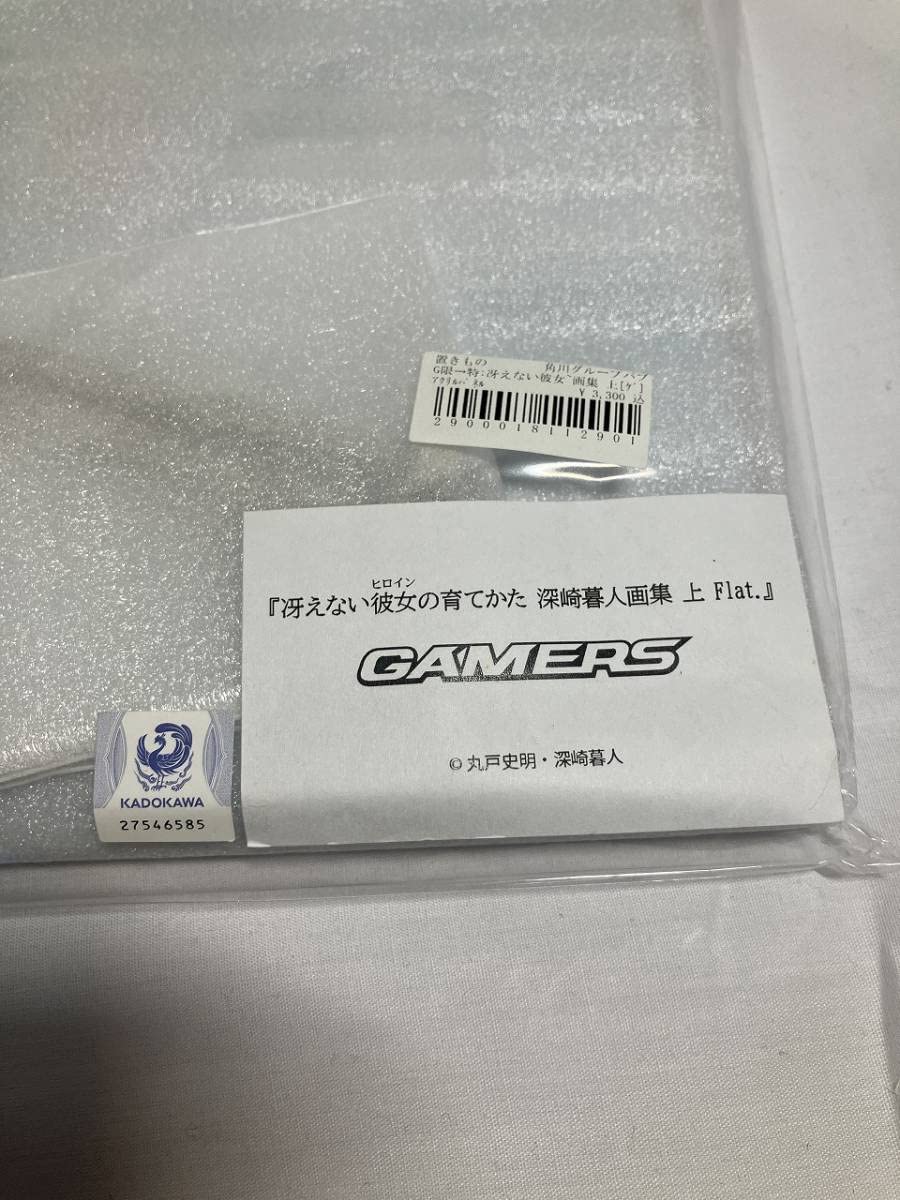 置きもの 角川グループパブ
G限→特:冴えない彼女~画集 上[ゲ]
アクリルパネル ¥ 3,300 込
2900018112901
ヒロイン
『冴えない彼女の育てかた 深崎暮人画集 上 Flat.』
GAMERS
© 丸戸史明・深崎暮人
KADOKAWA
27546585